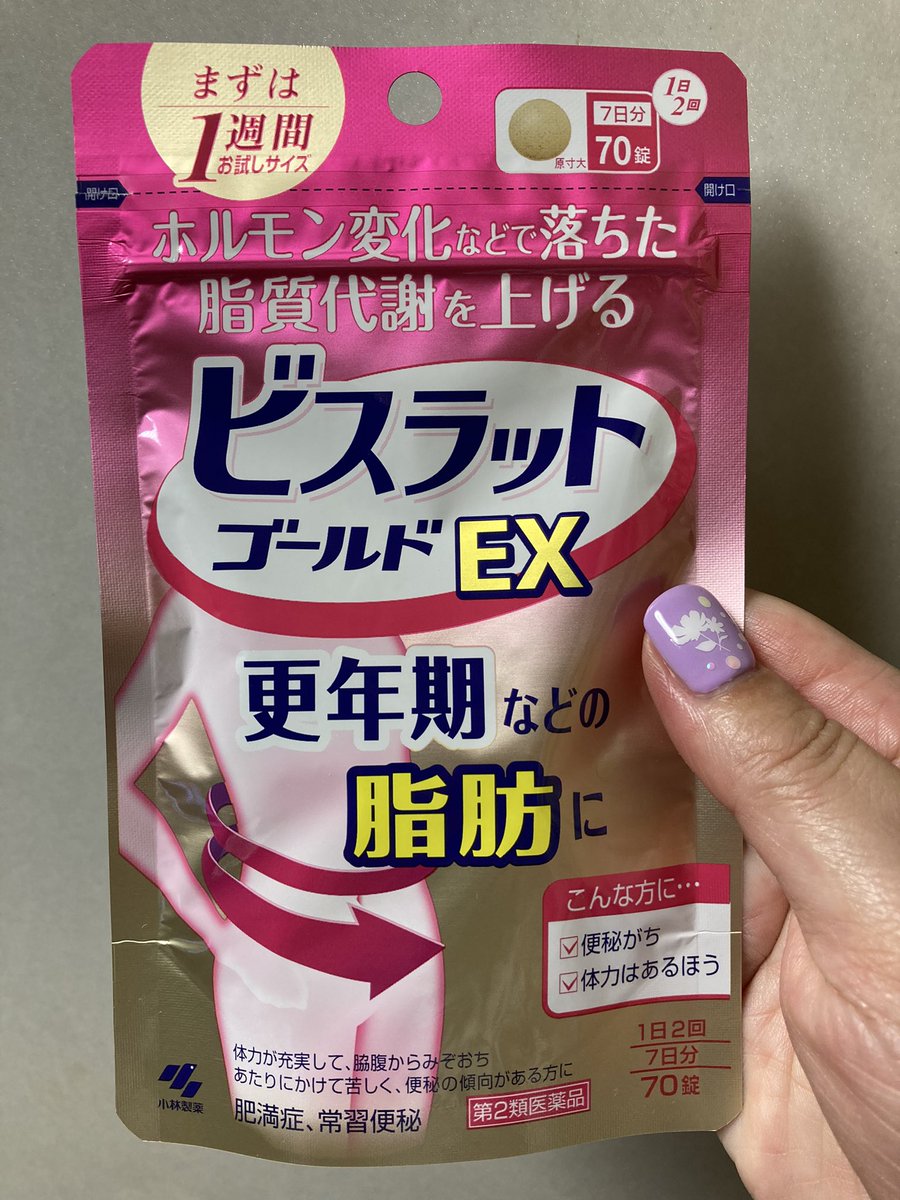 まずは
1週間
お試しサイズ
原寸大
7日分
70錠
1日
2回
開け口
開け口
ホルモン変化などで落ちた
脂質代謝を上げる
ビスラット
ゴールドEX
更年期などの
脂肪に
こんな方に…
便秘がち
体力はあるほう
1日2回
7日分
70錠
体力が充実して、脇腹からみぞおち
あたりにかけて苦しく、便秘の傾向がある方に
肥満症、常習便秘
第2類医薬品
小林製薬